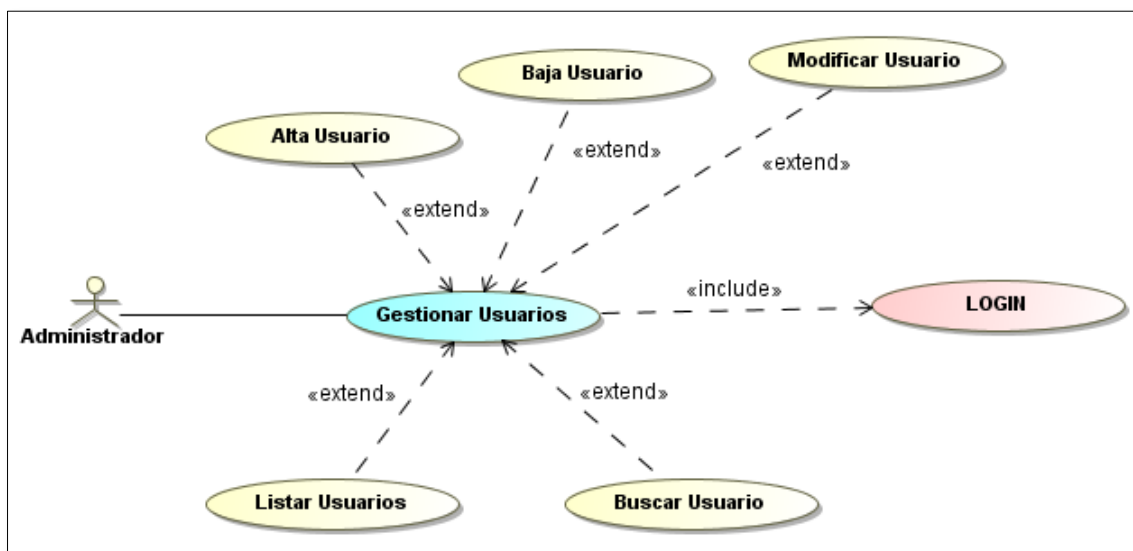 Baja Usuario
Modificar Usuario
Alta Usuario
«extend»
«extend»
«extend»
Administrador
Gestionar Usuarios
«include»
LOGIN
«extend»
«extend»
Listar Usuarios
Buscar Usuario